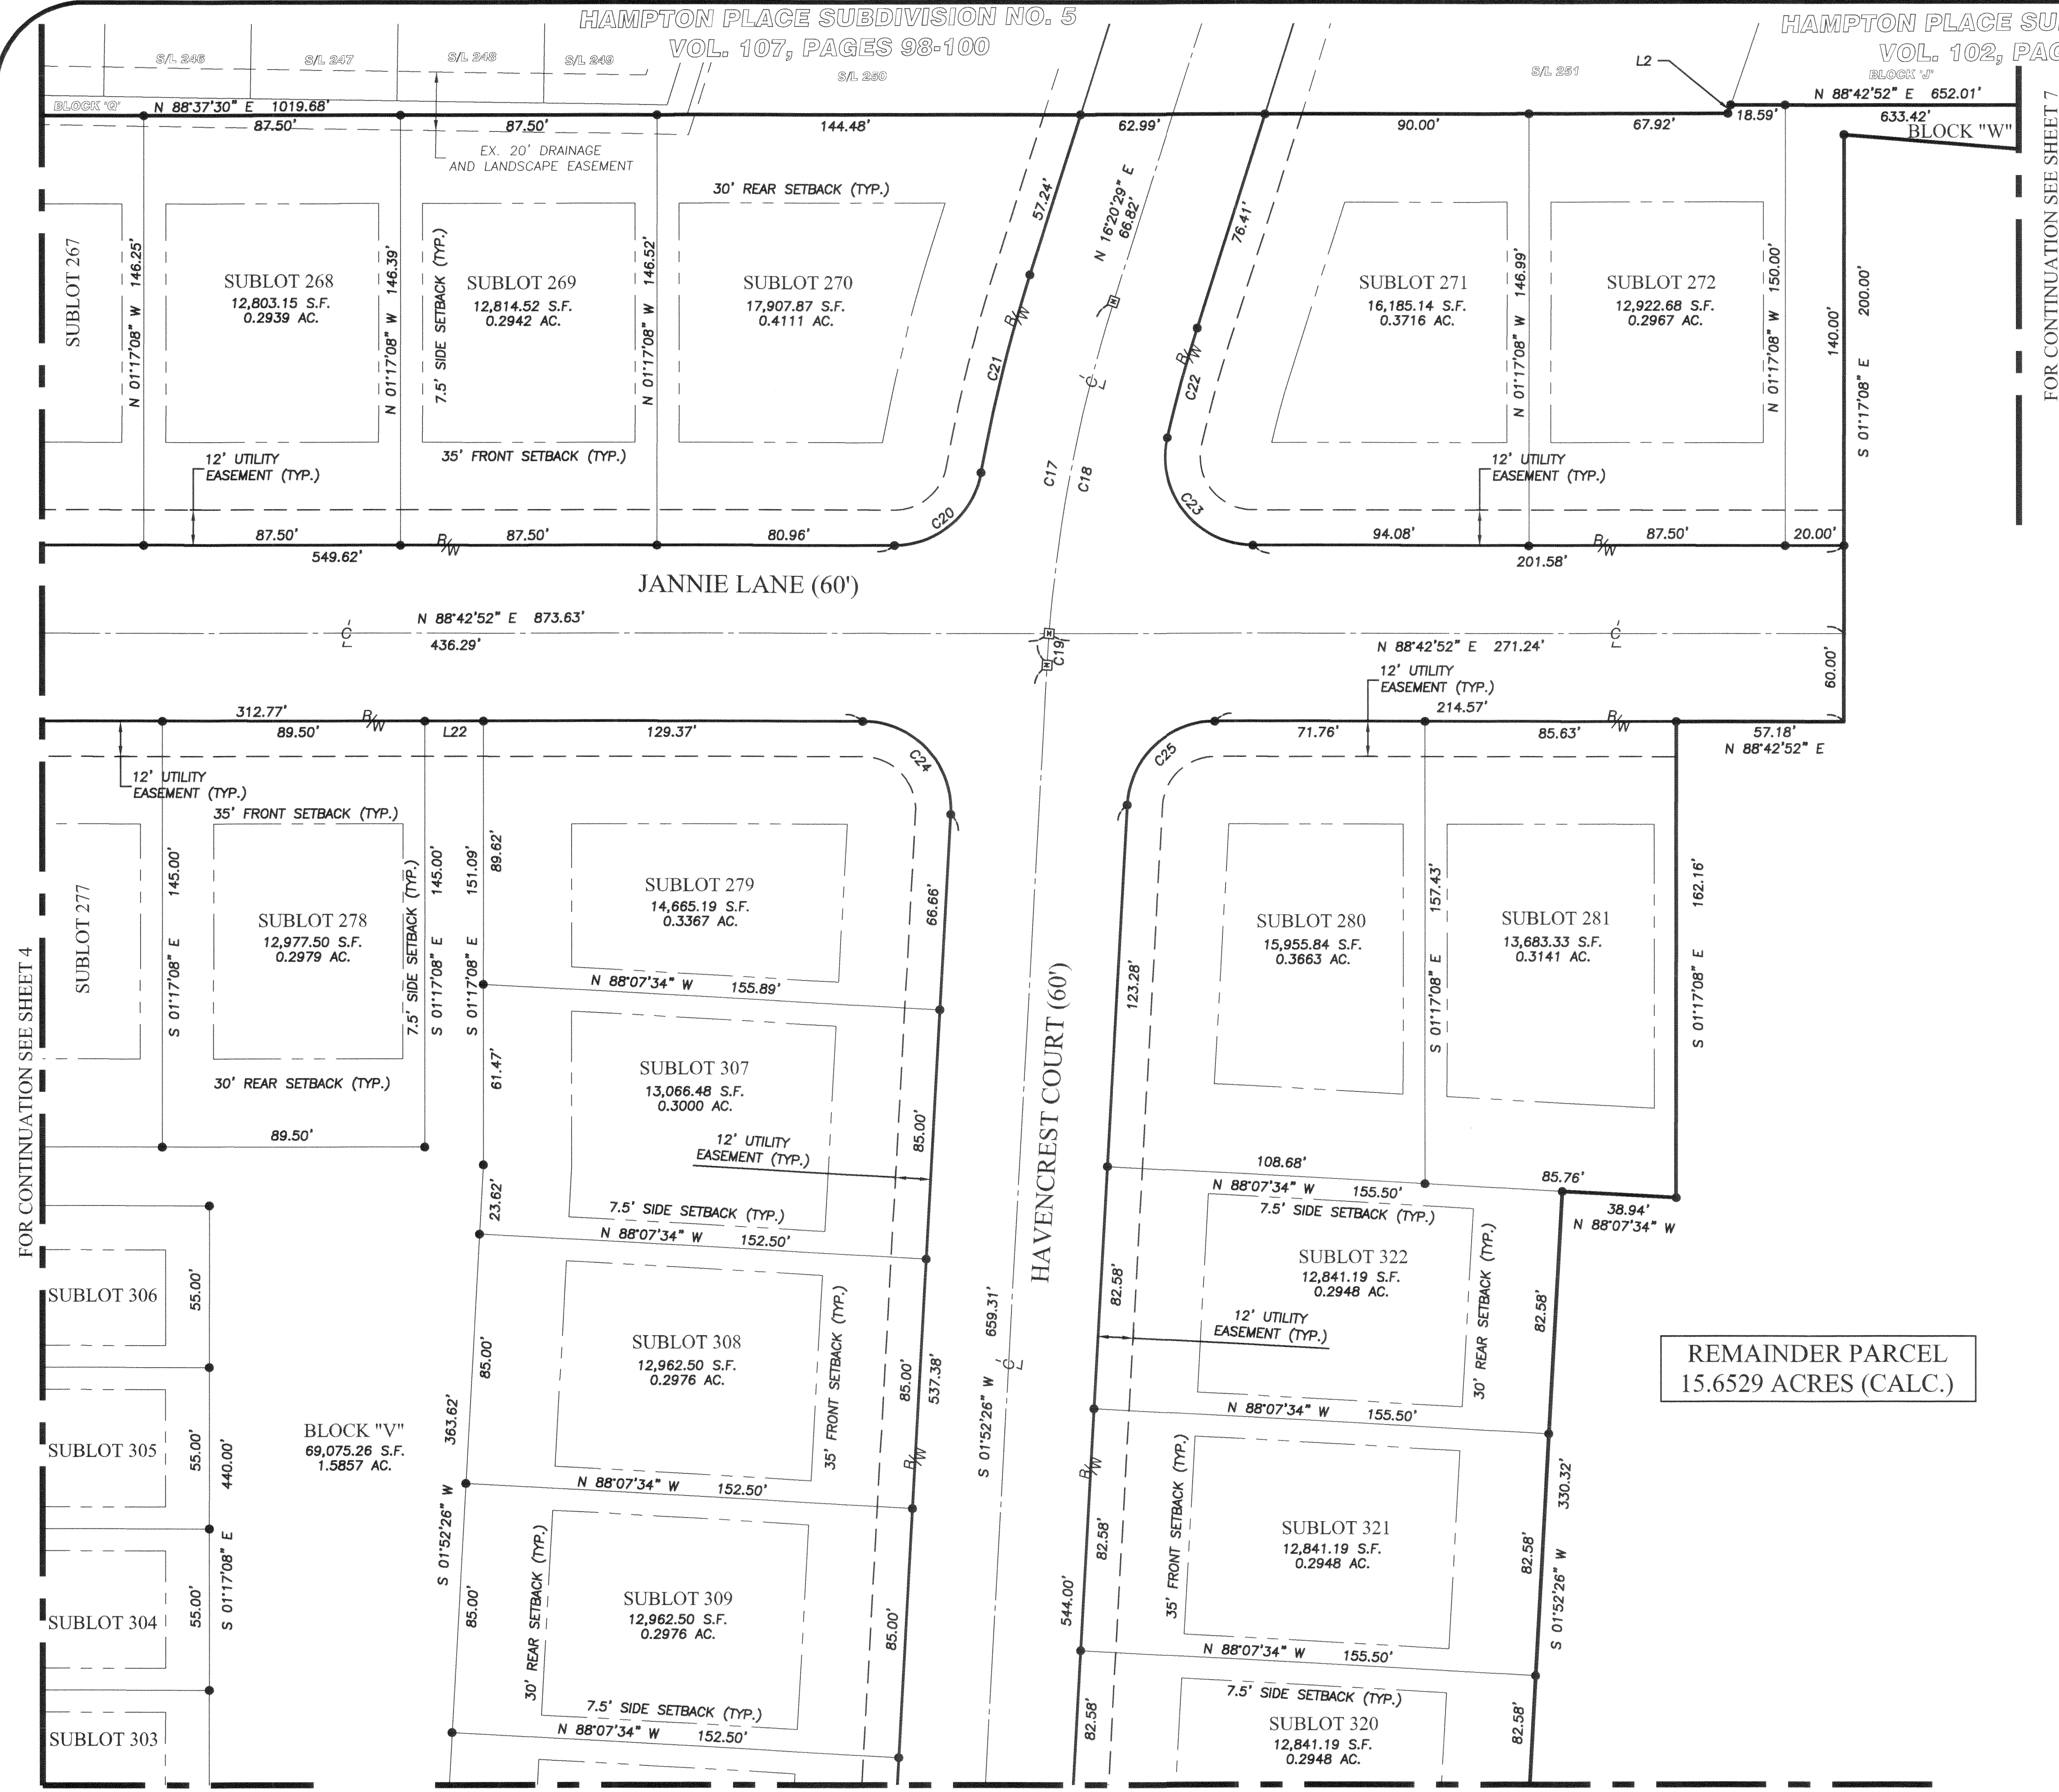 HAMPTON PLACE SUBDIVISION NO. 5
VOL. 107, PAGES 98-100
HAMPTON PLACE SU
VOL. 102, PAG
S/L 246
S/L 247
S/L 248
S/L 249
S/L 250
S/L 251
BLOCK 'J'
L2
BLOCK 'Q'
N 88°37'30" E 1019.68'
N 88°42'52" E 652.01'
87.50'
87.50'
144.48'
62.99'
90.00'
67.92'
18.59'
633.42'
BLOCK "W"
EX. 20' DRAINAGE
AND LANDSCAPE EASEMENT
30' REAR SETBACK (TYP.)
57.24'
N 16°20'29" E
66.82'
76.41'
FOR CONTINUATION SEE SHEET 7
SUBLOT 267
N 01°17'08" W 146.25'
SUBLOT 268
12,803.15 S.F.
0.2939 AC.
N 01°17'08" W 146.39'
7.5' SIDE SETBACK (TYP.)
SUBLOT 269
12,814.52 S.F.
0.2942 AC.
N 01°17'08" W 146.52'
SUBLOT 270
17,907.87 S.F.
0.4111 AC.
R/W
C21
R/W
C22
C/L
SUBLOT 271
16,185.14 S.F.
0.3716 AC.
N 01°17'08" W 146.99'
SUBLOT 272
12,922.68 S.F.
0.2967 AC.
N 01°17'08" W 150.00'
140.00'
S 01°17'08" E 200.00'
12' UTILITY
EASEMENT (TYP.)
35' FRONT SETBACK (TYP.)
C17
C18
12' UTILITY
EASEMENT (TYP.)
C20
C23
87.50'
R/W
87.50'
80.96'
94.08'
R/W
87.50'
20.00'
549.62'
201.58'
JANNIE LANE (60')
N 88°42'52" E 873.63'
C/L
436.29'
C19
N 88°42'52" E 271.24'
C/L
60.00'
12' UTILITY
EASEMENT (TYP.)
312.77'
R/W
214.57'
R/W
89.50'
L22
129.37'
71.76'
85.63'
57.18'
N 88°42'52" E
C24
C25
12' UTILITY
EASEMENT (TYP.)
35' FRONT SETBACK (TYP.)
SUBLOT 277
S 01°17'08" E 145.00'
SUBLOT 278
12,977.50 S.F.
0.2979 AC.
7.5' SIDE SETBACK (TYP.)
S 01°17'08" E 145.00'
S 01°17'08" E 151.09'
89.62'
SUBLOT 279
14,665.19 S.F.
0.3367 AC.
66.66'
123.28'
SUBLOT 280
15,955.84 S.F.
0.3663 AC.
S 01°17'08" E 157.43'
SUBLOT 281
13,683.33 S.F.
0.3141 AC.
S 01°17'08" E 162.16'
FOR CONTINUATION SEE SHEET 4
N 88°07'34" W 155.89'
30' REAR SETBACK (TYP.)
61.47'
SUBLOT 307
13,066.48 S.F.
0.3000 AC.
85.00'
12' UTILITY
EASEMENT (TYP.)
HAVENCREST COURT (60')
89.50'
23.62'
7.5' SIDE SETBACK (TYP.)
N 88°07'34" W 152.50'
108.68'
N 88°07'34" W 155.50'
85.76'
38.94'
N 88°07'34" W
7.5' SIDE SETBACK (TYP.)
SUBLOT 306
55.00'
SUBLOT 308
12,962.50 S.F.
0.2976 AC.
85.00'
35' FRONT SETBACK (TYP.)
85.00'
537.38'
S 01°52'26" W 659.31'
C/L
82.58'
SUBLOT 322
12,841.19 S.F.
0.2948 AC.
12' UTILITY
EASEMENT (TYP.)
30' REAR SETBACK (TYP.)
82.58'
REMAINDER PARCEL
15.6529 ACRES (CALC.)
N 88°07'34" W 155.50'
SUBLOT 305
55.00'
440.00'
S 01°17'08" E
BLOCK "V"
69,075.26 S.F.
1.5857 AC.
S 01°52'26" W 363.62'
R/W
R/W
N 88°07'34" W 152.50'
SUBLOT 304
55.00'
85.00'
30' REAR SETBACK (TYP.)
SUBLOT 309
12,962.50 S.F.
0.2976 AC.
85.00'
544.00'
82.58'
35' FRONT SETBACK (TYP.)
SUBLOT 321
12,841.19 S.F.
0.2948 AC.
82.58'
S 01°52'26" W 330.32'
N 88°07'34" W 155.50'
7.5' SIDE SETBACK (TYP.)
N 88°07'34" W 152.50'
SUBLOT 303
82.58'
7.5' SIDE SETBACK (TYP.)
SUBLOT 320
12,841.19 S.F.
0.2948 AC.
82.58'